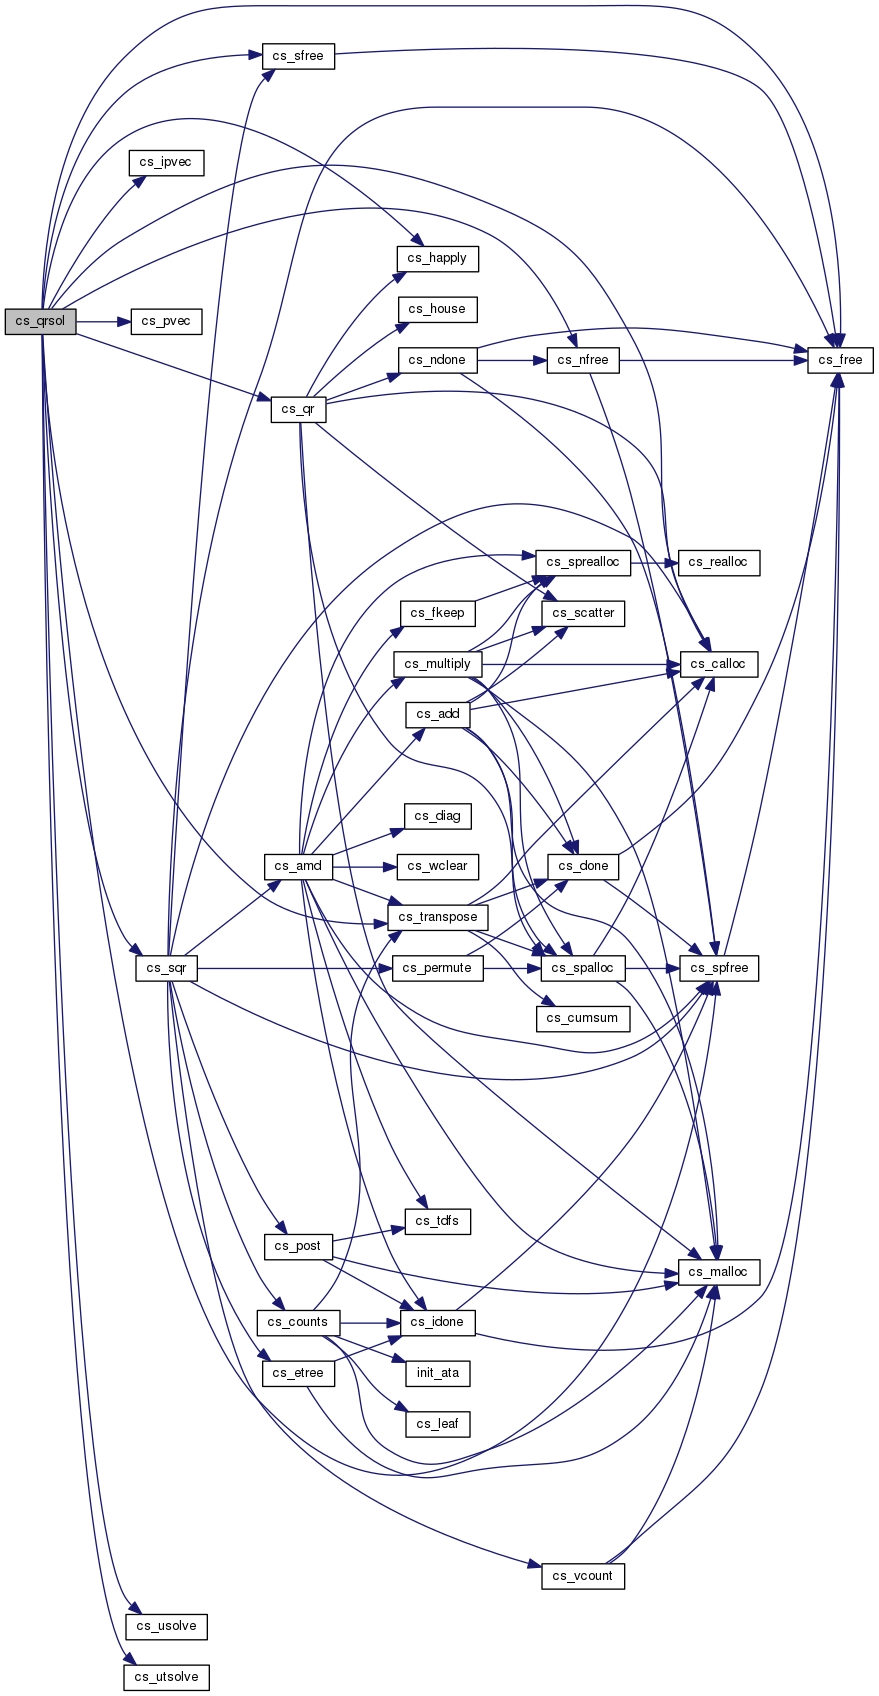 cs_sfree
cs_ipvec
cs_happly
cs_house
cs_qrsol
cs_pvec
cs_ndone
cs_nfree
cs_free
cs_qr
cs_sprealloc
cs_realloc
cs_fkeep
cs_scatter
cs_multiply
cs_calloc
cs_add
cs_diag
cs_amd
cs_wclear
cs_done
cs_transpose
cs_sqr
cs_permute
cs_spalloc
cs_spfree
cs_cumsum
cs_tdfs
cs_post
cs_malloc
cs_counts
cs_idone
cs_etree
init_ata
cs_leaf
cs_vcount
cs_usolve
cs_utsolve